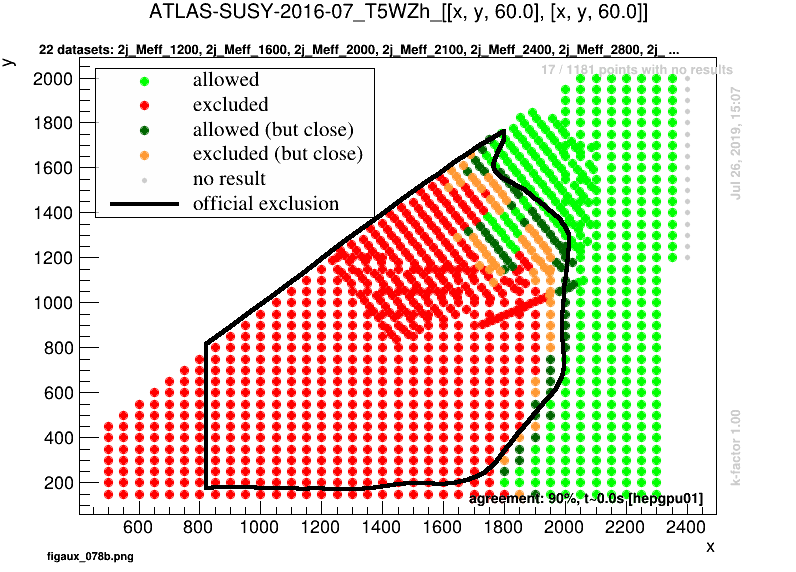 ATLAS-SUSY-2016-07_T5WZh_[[x, y, 60.0], [x, y, 60.0]]
22 datasets: 2j_Meff_1200, 2j_Meff_1600, 2j_Meff_2000, 2j_Meff_2100, 2j_Meff_2400, 2j_Meff_2800, 2j_ ...
17 / 1181 points with no results
y
allowed
excluded
allowed (but close)
excluded (but close)
no result
official exclusion
2000
1800
1600
1400
1200
1000
800
600
400
200
Jul 26, 2019, 15:07
k-factor 1.00
agreement: 90%, t~0.0s [hepgpu01]
600 800 1000 1200 1400 1600 1800 2000 2200 2400
x
figaux_078b.png